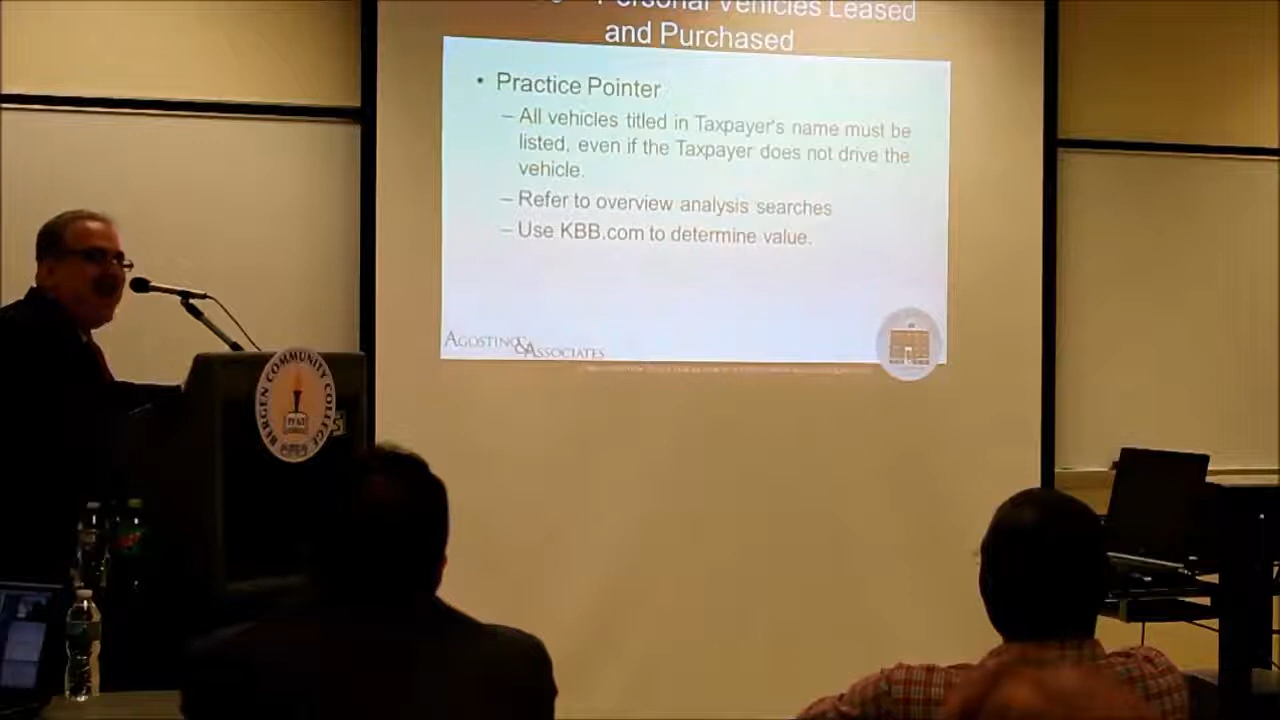 Personal Vehicles Leased
and Purchased
• Practice Pointer
– All vehicles titled in Taxpayer's name must be
listed, even if the Taxpayer does not drive the
vehicle.
– Refer to overview analysis searches
– Use KBB.com to determine value.
AGOSTINO & ASSOCIATES
BERGEN COMMUNITY COLLEGE